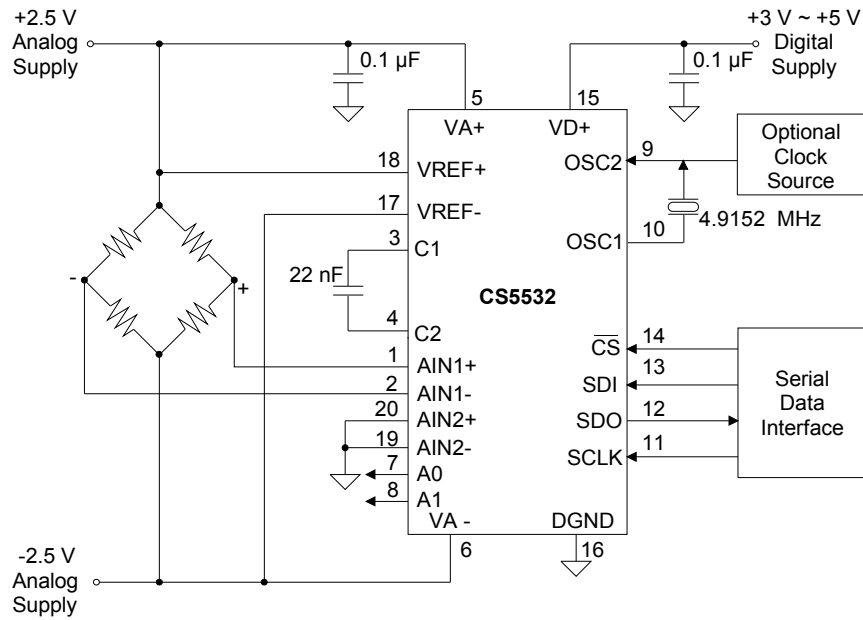 +2.5 V
Analog
Supply
+3 V ~ +5 V
Digital
Supply
0.1 µF
0.1 µF
5
15
VA+
VD+
Optional
Clock
Source
18
VREF+
OSC2
9
17
VREF-
4.9152 MHz
3
C1
OSC1
10
-
+
22 nF
CS5532
4
C2
CS
14
1
AIN1+
SDI
13
2
AIN1-
20
AIN2+
SDO
12
19
AIN2-
SCLK
11
Serial
Data
Interface
7
A0
8
A1
VA -
DGND
6
16
-2.5 V
Analog
Supply